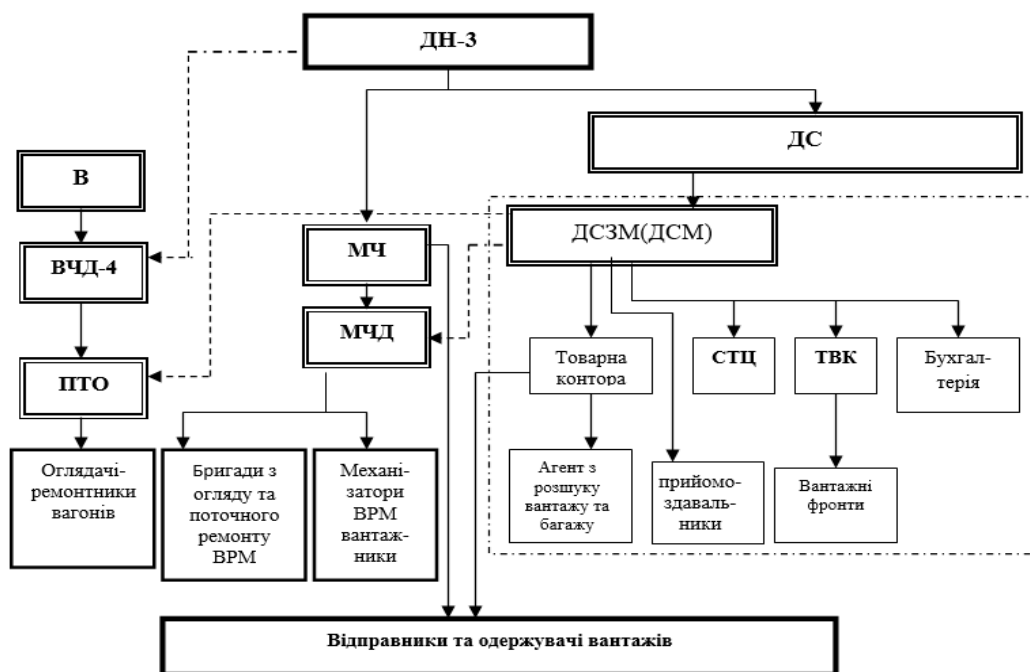 ДН-3
ДС
В
ДСЗМ(ДСМ)
ВЧД-4
МЧ
МЧД
ПТО
Товарна
контора
СТЦ
ТВК
Бухгал-
терія
Оглядачі-
ремонтники
вагонів
Бригади з
огляду та
поточного
ремонту
ВРМ
Механі-
затори
ВРМ
вантаж-
ники
Агент з
розшуку
вантажу та
багажу
прийомо-
здаваль-
ники
Вантажні
фронти
Відправники та одержувачі вантажів